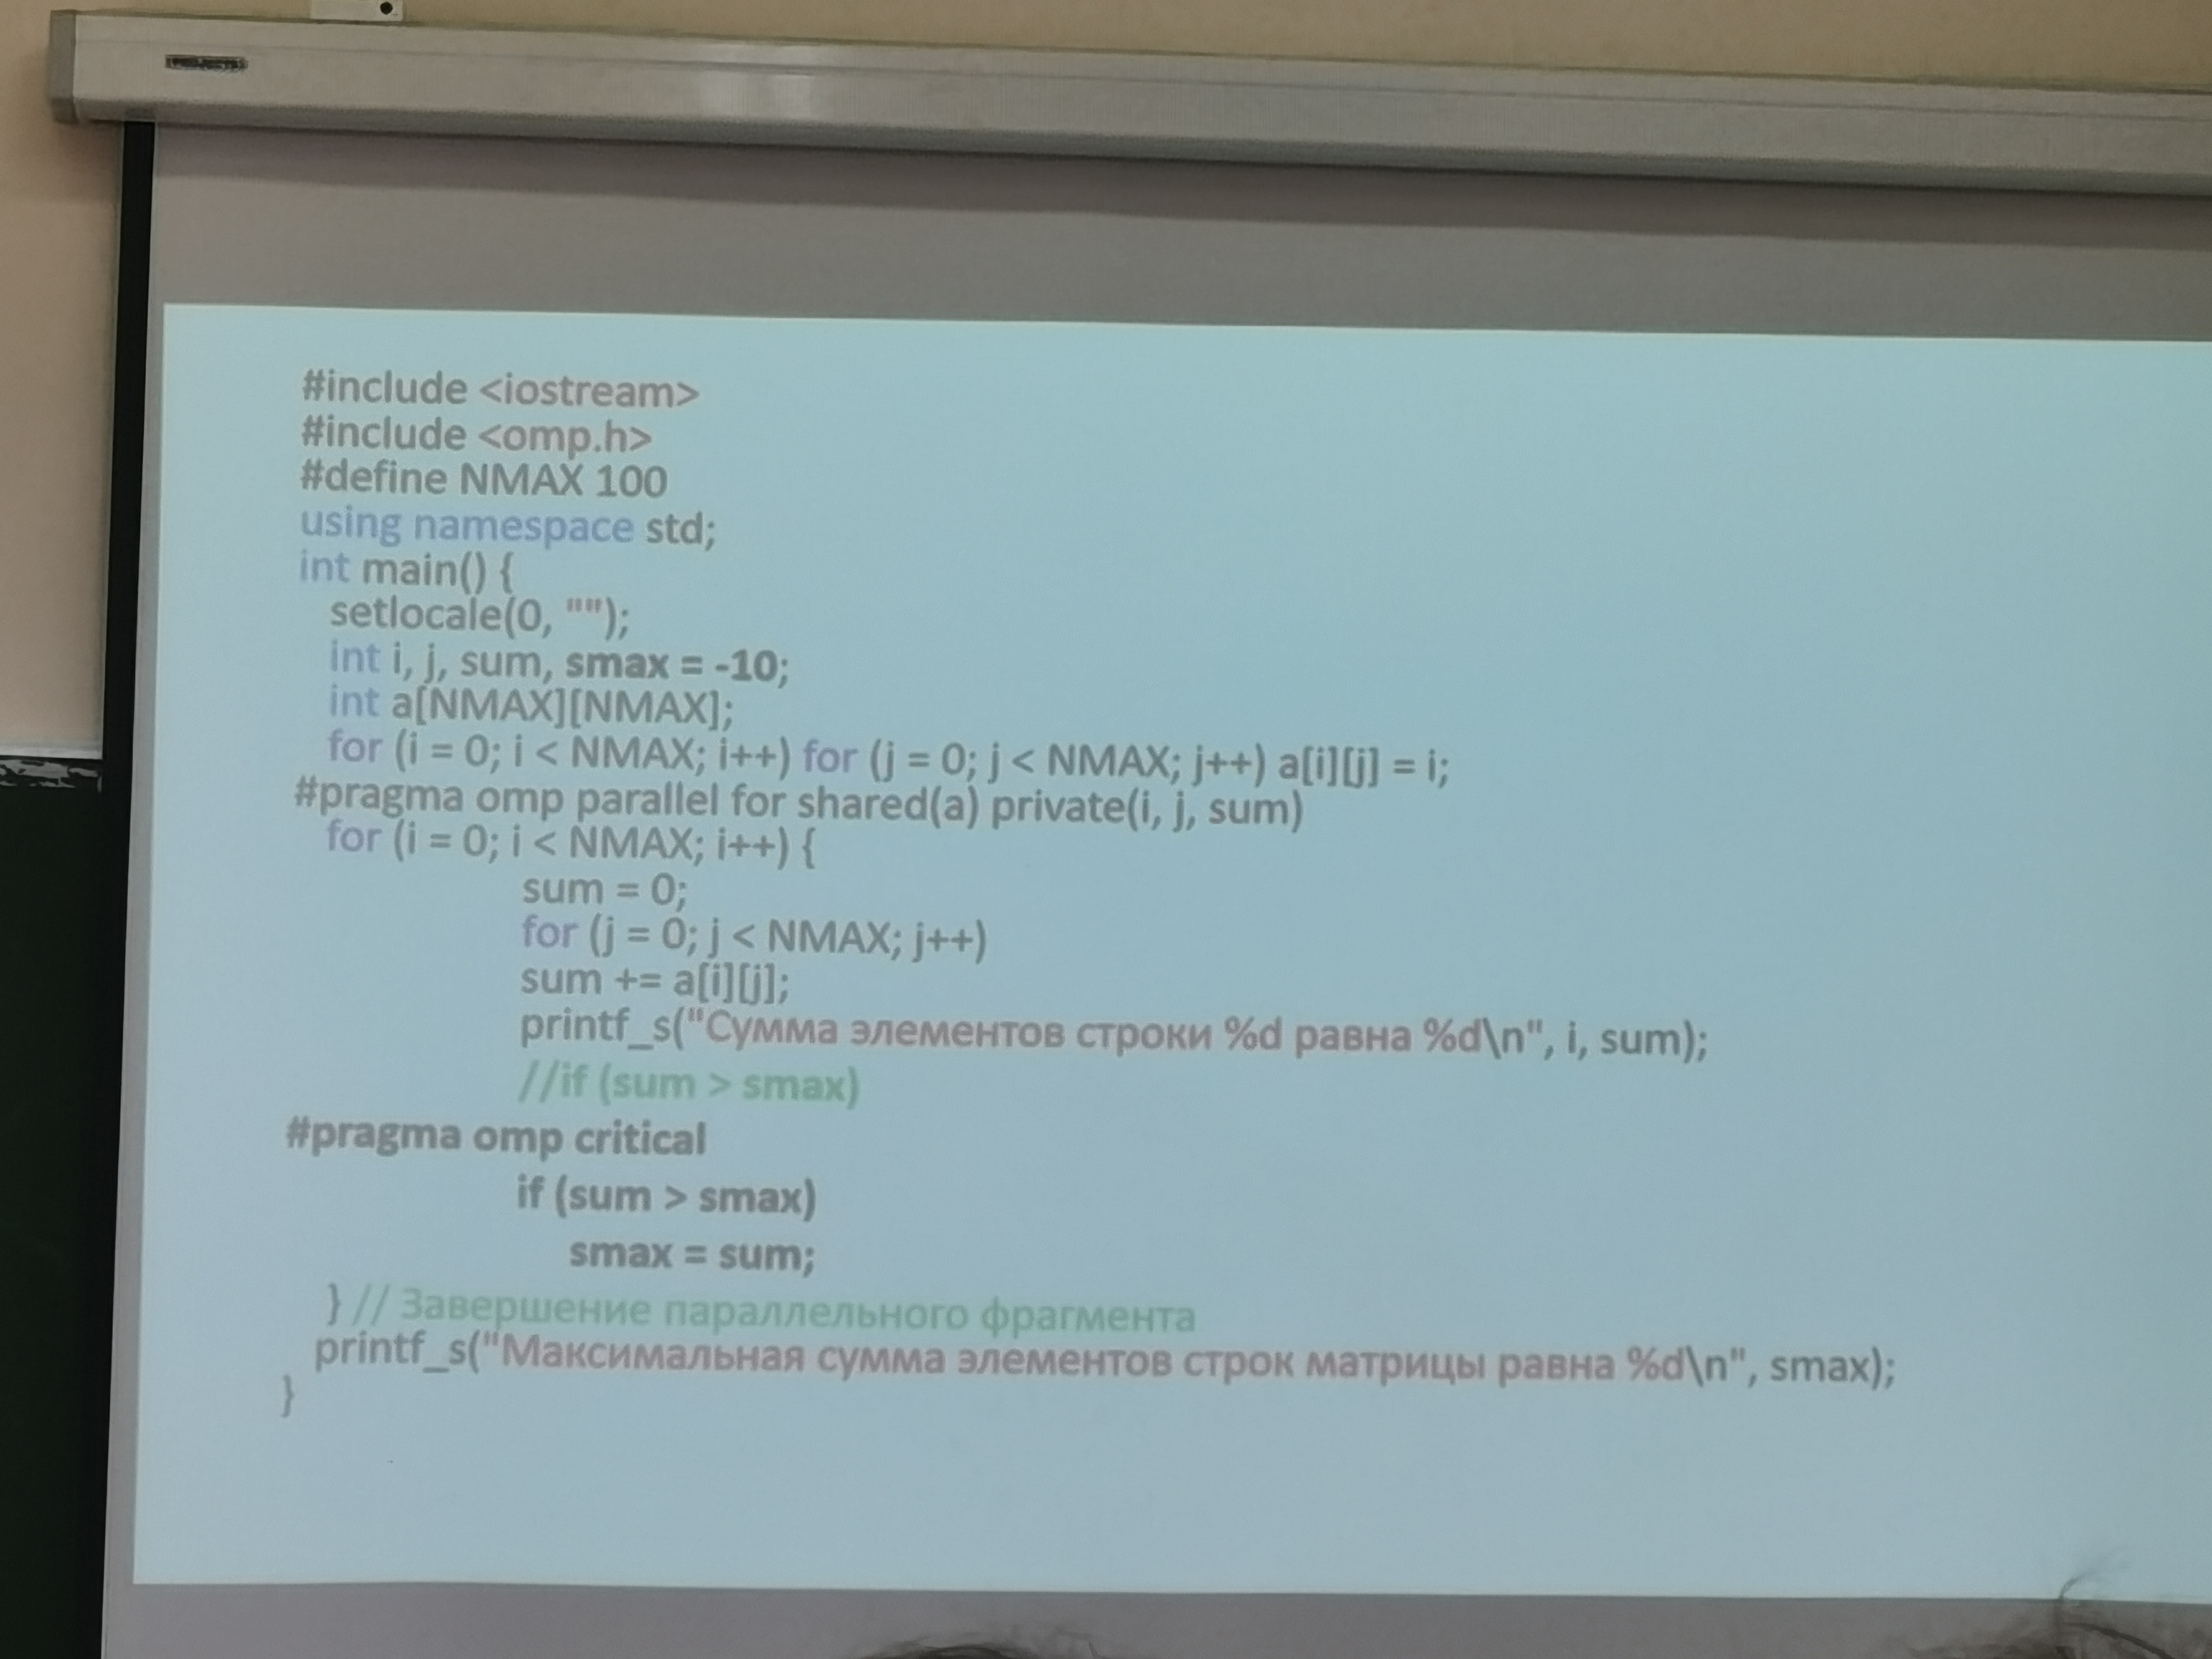 #include <iostream>
#include <omp.h>
#define NMAX 100
using namespace std;
int main() {
setlocale(0, "");
int i, j, sum, smax = -10;
int a[NMAX][NMAX];
for (i = 0; i < NMAX; i++) for (j = 0; j < NMAX; j++) a[i][j] = i;
#pragma omp parallel for shared(a) private(i, j, sum)
for (i = 0; i < NMAX; i++) {
sum = 0;
for (j = 0; j < NMAX; j++)
sum += a[i][j];
printf_s("Сумма элементов строки %d равна %d\n", i, sum);
//if (sum > smax)
#pragma omp critical
if (sum > smax)
smax = sum;
} // Завершение параллельного фрагмента
printf_s("Максимальная сумма элементов строк матрицы равна %d\n", smax);
}